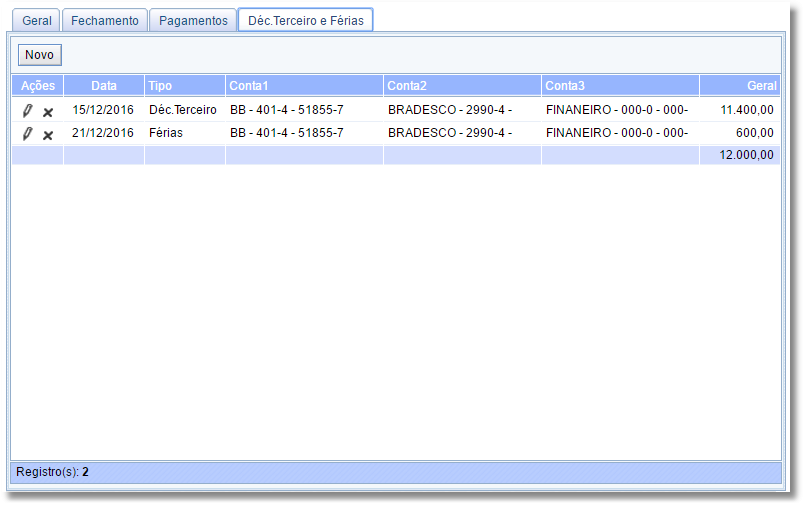 Geral Fechamento Pagamentos Déc.Terceiro e Férias
Novo
Ações Data Tipo Conta1 Conta2 Conta3 Geral
15/12/2016 Déc.Terceiro BB - 401-4 - 51855-7 BRADESCO - 2990-4 - FINANEIRO - 000-0 - 000- 11.400,00
21/12/2016 Férias BB - 401-4 - 51855-7 BRADESCO - 2990-4 - FINANEIRO - 000-0 - 000- 600,00
12.000,00
Registro(s): 2